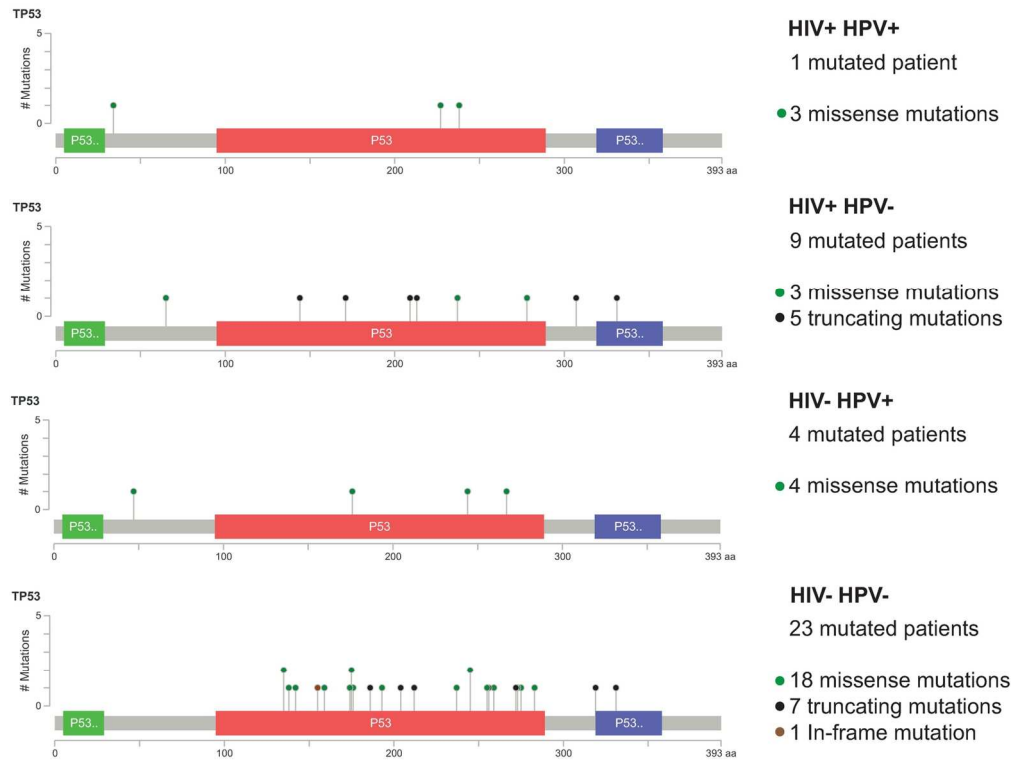 TP53
HIV+ HPV+
1 mutated patient
3 missense mutations
# Mutations
5
0
P53..
P53
P53..
0
100
200
300
393 aa
TP53
HIV+ HPV-
9 mutated patients
3 missense mutations
5 truncating mutations
# Mutations
5
0
P53..
P53
P53..
0
100
200
300
393 aa
TP53
HIV- HPV+
4 mutated patients
4 missense mutations
# Mutations
5
0
P53..
P53
P53..
0
100
200
300
393 aa
TP53
HIV- HPV-
23 mutated patients
18 missense mutations
7 truncating mutations
1 In-frame mutation
# Mutations
5
0
P53..
P53
P53..
0
100
200
300
393 aa